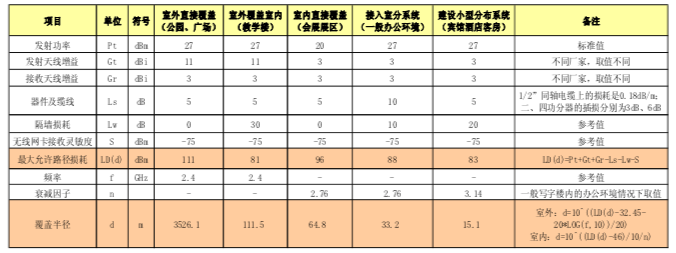 项目 单位 符号 室外直接覆盖 室外覆盖室内 室内直接覆盖 接入室分系统 建设小型分布系统 备注
(公园、广场) (教学楼) (会展展区) (一般办公环境) (宾馆酒店客房)
发射功率 Pt dBm 27 27 20 27 27 标准值
发射天线增益 Gt dBi 11 11 3 3 3 不同厂家，取值不同
接收天线增益 Gr dBi 3 3 3 3 3 不同厂家，取值不同
器件及缆线 Ls dB 5 5 5 10 5 1/2"同轴电缆上的损耗是0.18dB/m;
二、四功分器的插损分别为3dB、6dB
隔墙损耗 Lw dB 0 30 0 10 20 参考值
无线网卡接收灵敏度 S dBm -75 -75 -75 -75 -75 参考值
最大允许路径损耗 LD(d) dBm 111 81 96 88 83 LD(d)=Pt+Gt+Gr-Ls-Lw-S
频率 f GHz 2.4 2.4 - - - 参考值
衰减因子 n - - 2.76 2.76 3.14 一般写字楼内的办公环境情况下取值
覆盖半径 d m 3526.1 111.5 64.8 33.2 15.1 室外: d=10^((LD(d)-32.45-
20*LOG(f,10))/20)
室内: d=10^((LD(d)-46)/10/n)